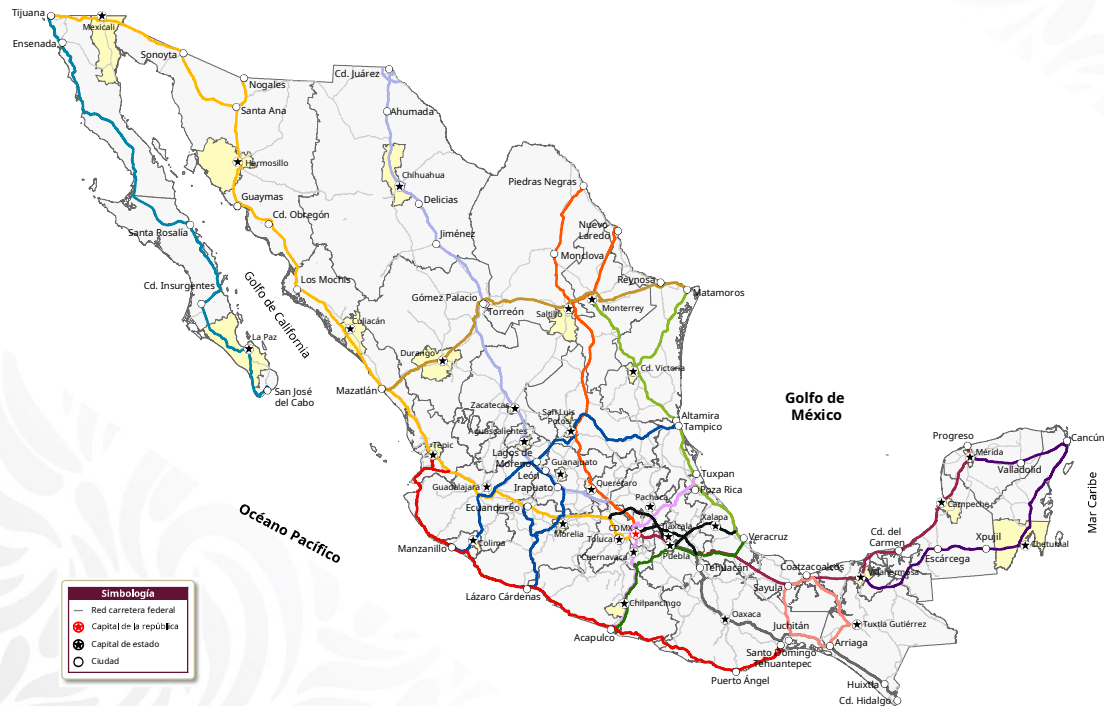 Tijuana
Mexicali
Ensenada
Sonoyta
Nogales
Cd. Juárez
Santa Ana
Ahumada
Hermosillo
Chihuahua
Piedras Negras
Guaymas
Delicias
Cd. Obregón
Santa Rosalía
Jiménez
Nuevo
Laredo
Monclova
Cd. Insurgentes
Golfo de California
Los Mochis
Gómez Palacio
Reynosa
Matamoros
Torreón
Saltillo
Monterrey
Culiacán
La Paz
Durango
Cd. Victoria
San José
del Cabo
Mazatlán
Golfo de
México
Zacatecas
San Luis
Potosí
Altamira
Tampico
Aguascalientes
Tepic
Lagos de
Moreno
Guanajuato
León
Irapuato
Guadalajara
Querétaro
Tuxpan
Poza Rica
Pachuca
Progreso
Mérida
Cancún
Valladolid
Mar Caribe
Ecuandureo
Océano Pacífico
Campeche
Xalapa
CDMX
Tlaxcala
Morelia
Toluca
Veracruz
Manzanillo
Colima
Cuernavaca
Puebla
Tehuacán
Cd. del
Carmen
Xpujil
Chetumal
Escárcega
Coatzacoalcos
Villahermosa
Sayula
Lázaro Cárdenas
Chilpancingo
Oaxaca
Juchitán
Tuxtla Gutiérrez
Acapulco
Arriaga
Santo Domingo
Tehuantepec
Puerto Ángel
Huixtla
Cd. Hidalgo
Simbología
Red carretera federal
Capital de la república
Capital de estado
Ciudad